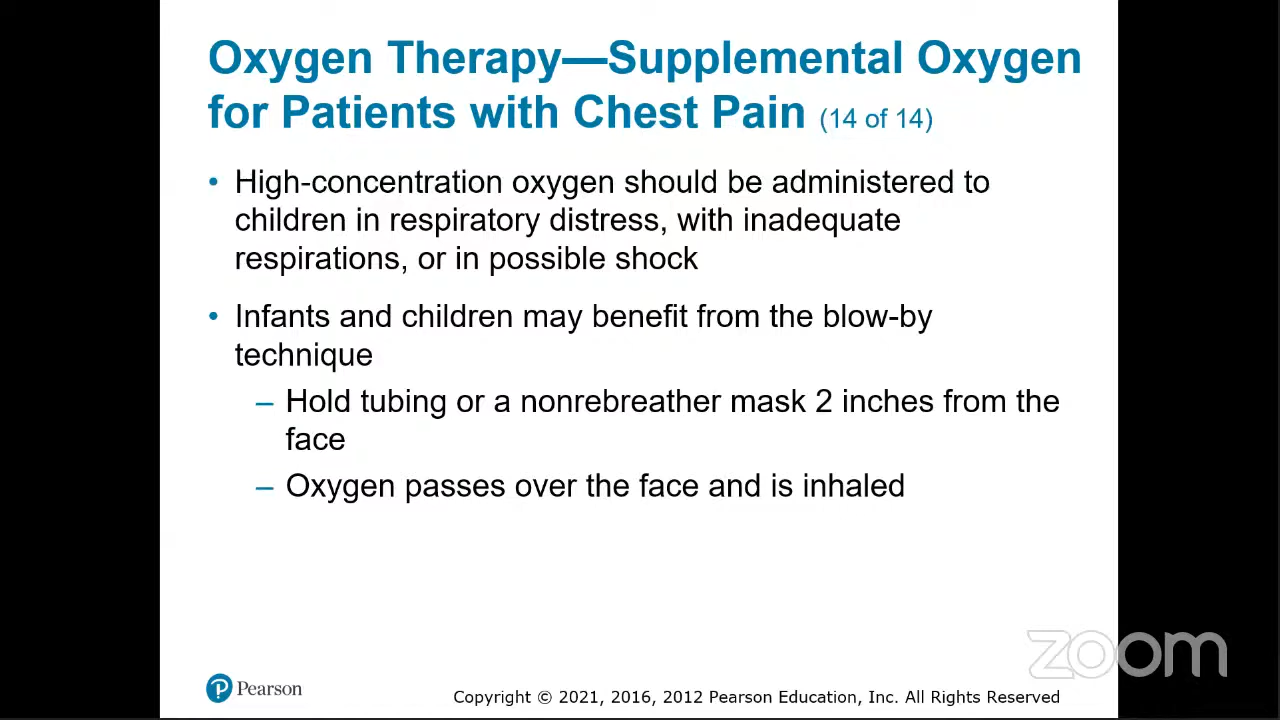 Oxygen Therapy—Supplemental Oxygen
for Patients with Chest Pain (14 of 14)
• High-concentration oxygen should be administered to
children in respiratory distress, with inadequate
respirations, or in possible shock
• Infants and children may benefit from the blow-by
technique
– Hold tubing or a nonrebreather mask 2 inches from the
face
– Oxygen passes over the face and is inhaled
zoom
P Pearson
Copyright © 2021, 2016, 2012 Pearson Education, Inc. All Rights Reserved